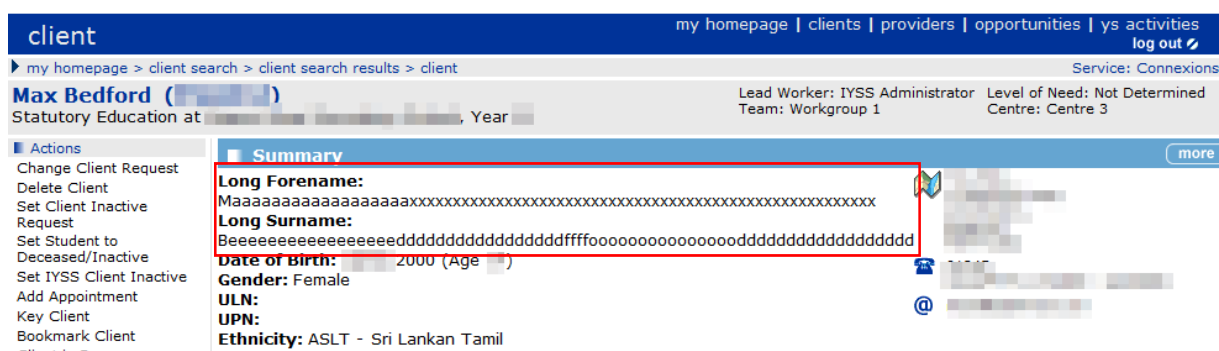 client
my homepage | clients | providers | opportunities | ys activities
log out
my homepage > client search > client search results > client
Service: Connexions
Max Bedford ( )
Statutory Education at , Year
Lead Worker: IYSS Administrator Level of Need: Not Determined
Team: Workgroup 1 Centre: Centre 3
Actions
Change Client Request
Delete Client
Set Client Inactive
Request
Set Student to
Deceased/Inactive
Set IYSS Client Inactive
Add Appointment
Key Client
Bookmark Client
Summary
more
Long Forename:
Long Surname:
Date of Birth: 2000 (Age )
Gender: Female
ULN:
UPN:
Ethnicity: ASLT - Sri Lankan Tamil
@